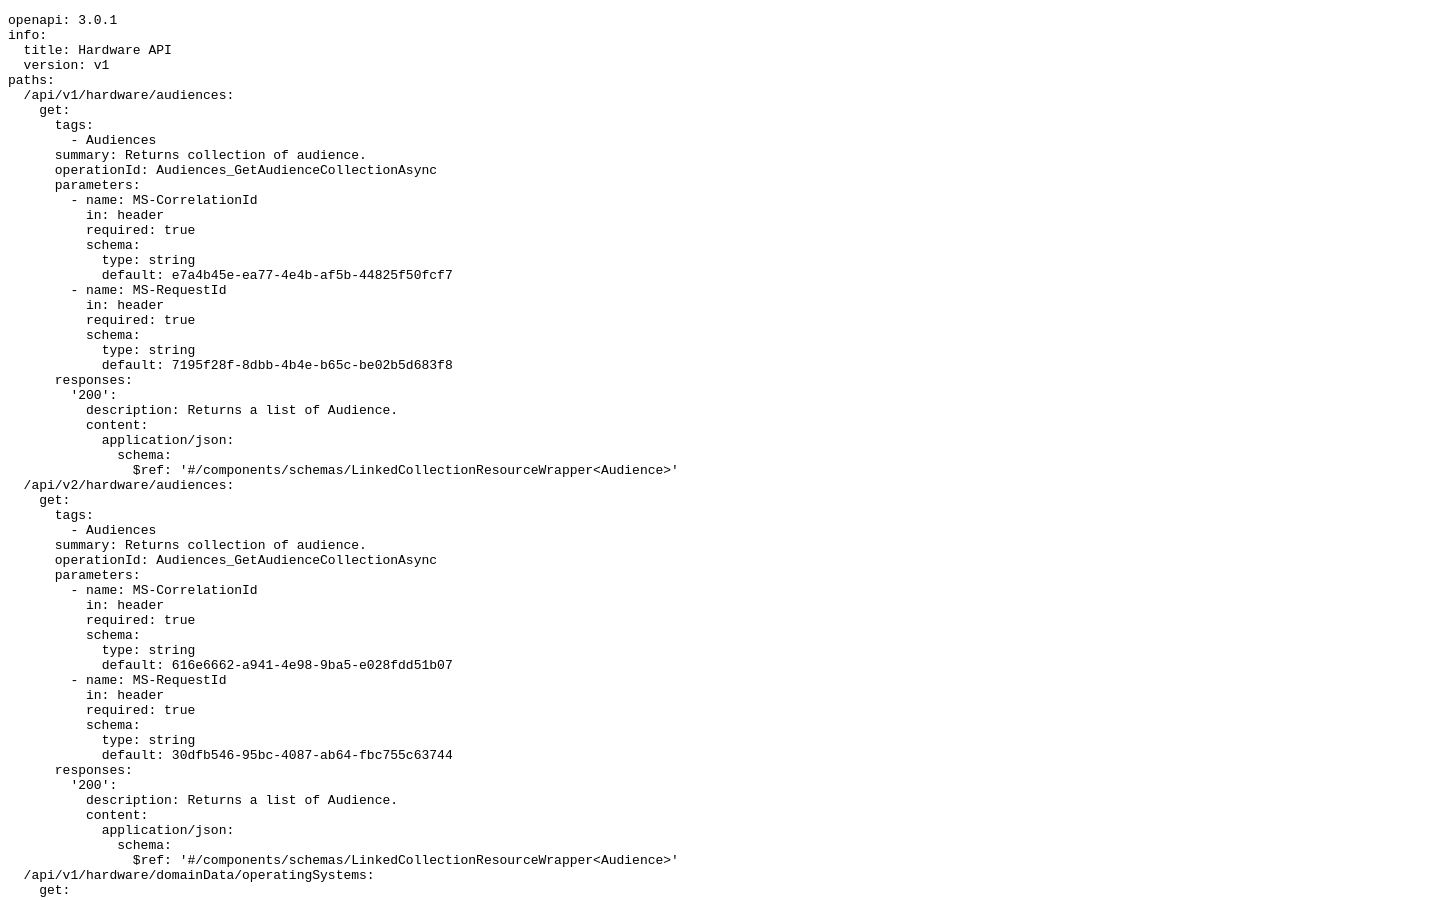 openapi: 3.0.1
info:
  title: Hardware API
  version: v1
paths:
  /api/v1/hardware/audiences:
    get:
      tags:
        - Audiences
      summary: Returns collection of audience.
      operationId: Audiences_GetAudienceCollectionAsync
      parameters:
        - name: MS-CorrelationId
          in: header
          required: true
          schema:
            type: string
            default: e7a4b45e-ea77-4e4b-af5b-44825f50fcf7
        - name: MS-RequestId
          in: header
          required: true
          schema:
            type: string
            default: 7195f28f-8dbb-4b4e-b65c-be02b5d683f8
      responses:
        '200':
          description: Returns a list of Audience.
          content:
            application/json:
              schema:
                $ref: '#/components/schemas/LinkedCollectionResourceWrapper<Audience>'
  /api/v2/hardware/audiences:
    get:
      tags:
        - Audiences
      summary: Returns collection of audience.
      operationId: Audiences_GetAudienceCollectionAsync
      parameters:
        - name: MS-CorrelationId
          in: header
          required: true
          schema:
            type: string
            default: 616e6662-a941-4e98-9ba5-e028fdd51b07
        - name: MS-RequestId
          in: header
          required: true
          schema:
            type: string
            default: 30dfb546-95bc-4087-ab64-fbc755c63744
      responses:
        '200':
          description: Returns a list of Audience.
          content:
            application/json:
              schema:
                $ref: '#/components/schemas/LinkedCollectionResourceWrapper<Audience>'
  /api/v1/hardware/domainData/operatingSystems:
    get: